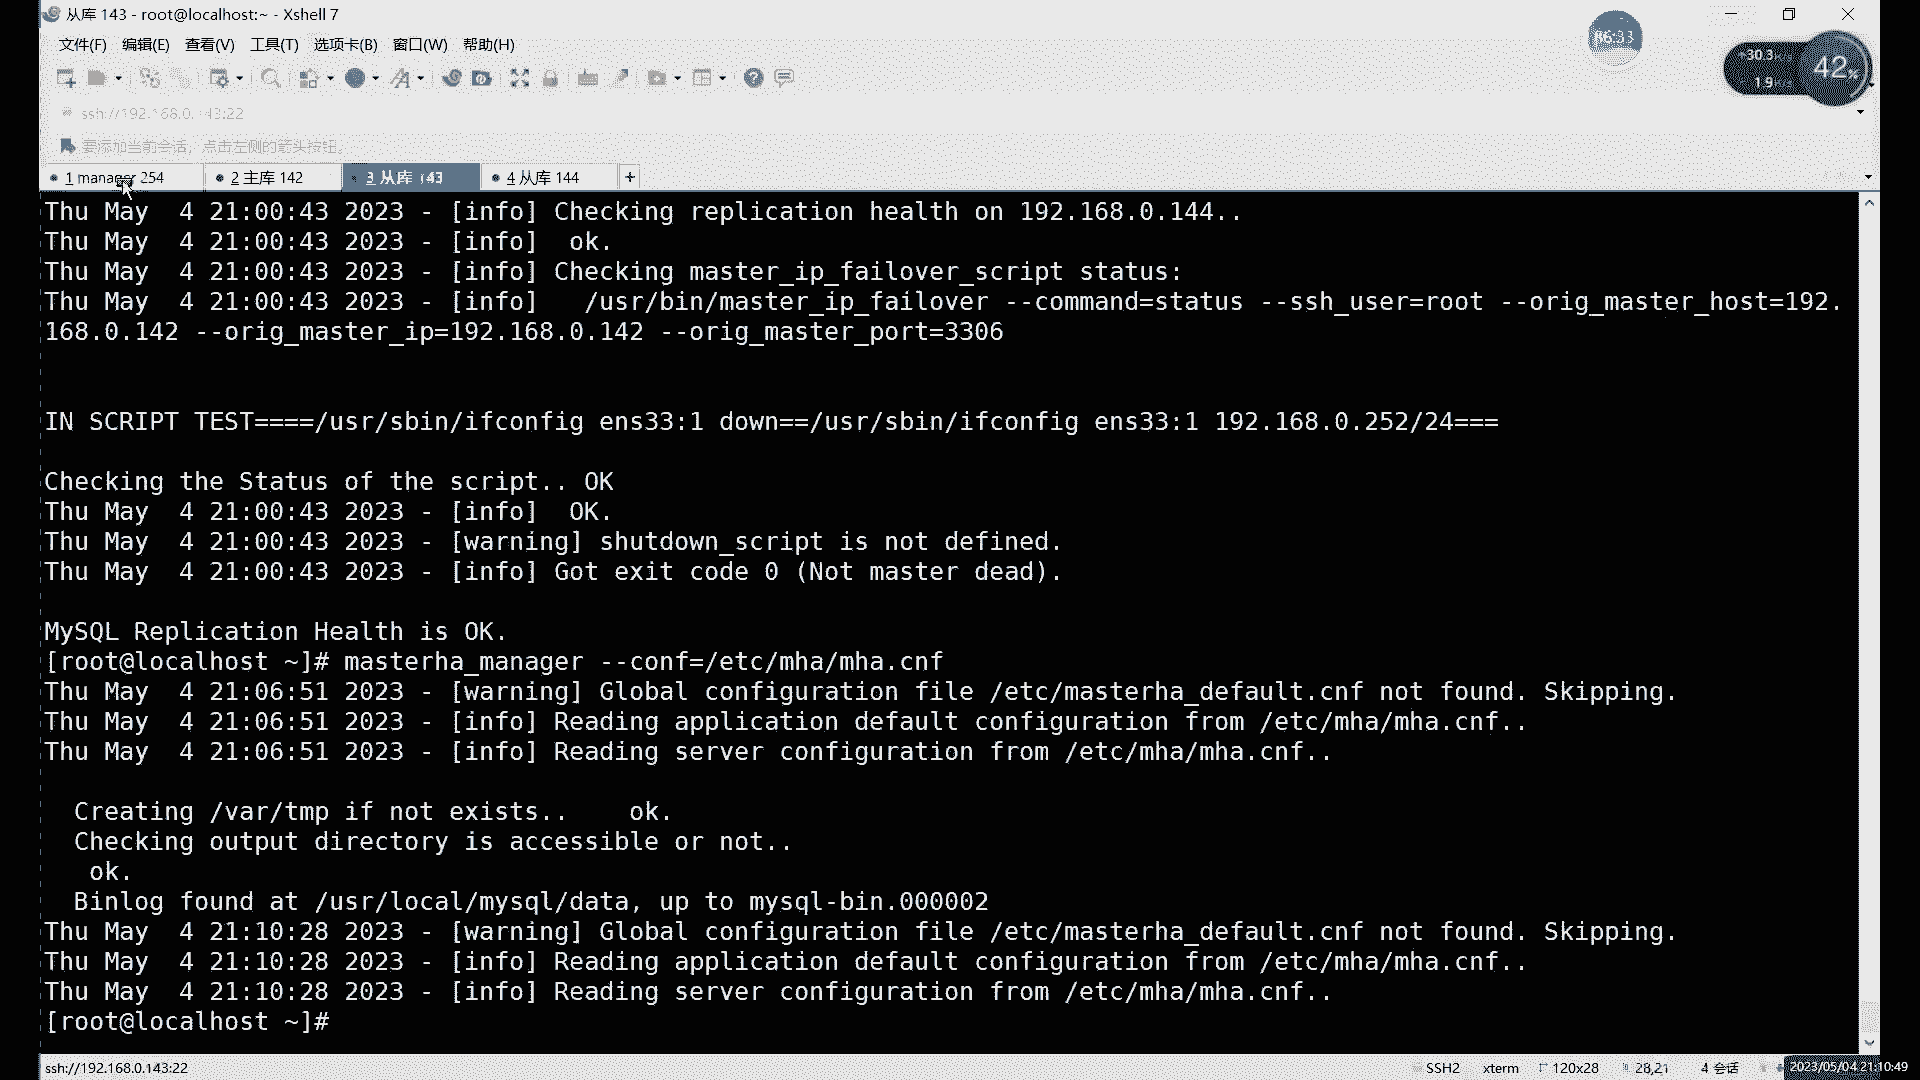 从库 143 - root@localhost:~ - Xshell 7
文件(F) 编辑(E) 查看(V) 工具(T) 选项卡(B) 窗口(W) 帮助(H)
86:33
+30.3K/s
1.9K/s
42%
ssh://192.168.0.143:22
要添加当前会话，点击左侧的箭头按钮。
1 manager 254
2 主库 142
3 从库 143
4 从库 144
+
Thu May  4 21:00:43 2023 - [info] Checking replication health on 192.168.0.144..
Thu May  4 21:00:43 2023 - [info]  ok.
Thu May  4 21:00:43 2023 - [info] Checking master_ip_failover_script status:
Thu May  4 21:00:43 2023 - [info]   /usr/bin/master_ip_failover --command=status --ssh_user=root --orig_master_host=192.
168.0.142 --orig_master_ip=192.168.0.142 --orig_master_port=3306
IN SCRIPT TEST====/usr/sbin/ifconfig ens33:1 down==/usr/sbin/ifconfig ens33:1 192.168.0.252/24===
Checking the Status of the script.. OK
Thu May  4 21:00:43 2023 - [info]  OK.
Thu May  4 21:00:43 2023 - [warning] shutdown_script is not defined.
Thu May  4 21:00:43 2023 - [info] Got exit code 0 (Not master dead).
MySQL Replication Health is OK.
[root@localhost ~]# masterha_manager --conf=/etc/mha/mha.cnf
Thu May  4 21:06:51 2023 - [warning] Global configuration file /etc/masterha_default.cnf not found. Skipping.
Thu May  4 21:06:51 2023 - [info] Reading application default configuration from /etc/mha/mha.cnf..
Thu May  4 21:06:51 2023 - [info] Reading server configuration from /etc/mha/mha.cnf..
  Creating /var/tmp if not exists..    ok.
  Checking output directory is accessible or not..
   ok.
  Binlog found at /usr/local/mysql/data, up to mysql-bin.000002
Thu May  4 21:10:28 2023 - [warning] Global configuration file /etc/masterha_default.cnf not found. Skipping.
Thu May  4 21:10:28 2023 - [info] Reading application default configuration from /etc/mha/mha.cnf..
Thu May  4 21:10:28 2023 - [info] Reading server configuration from /etc/mha/mha.cnf..
[root@localhost ~]#
ssh://192.168.0.143:22
SSH2 xterm 120x28 28,21 4 会话
2023/05/04 21:10:49